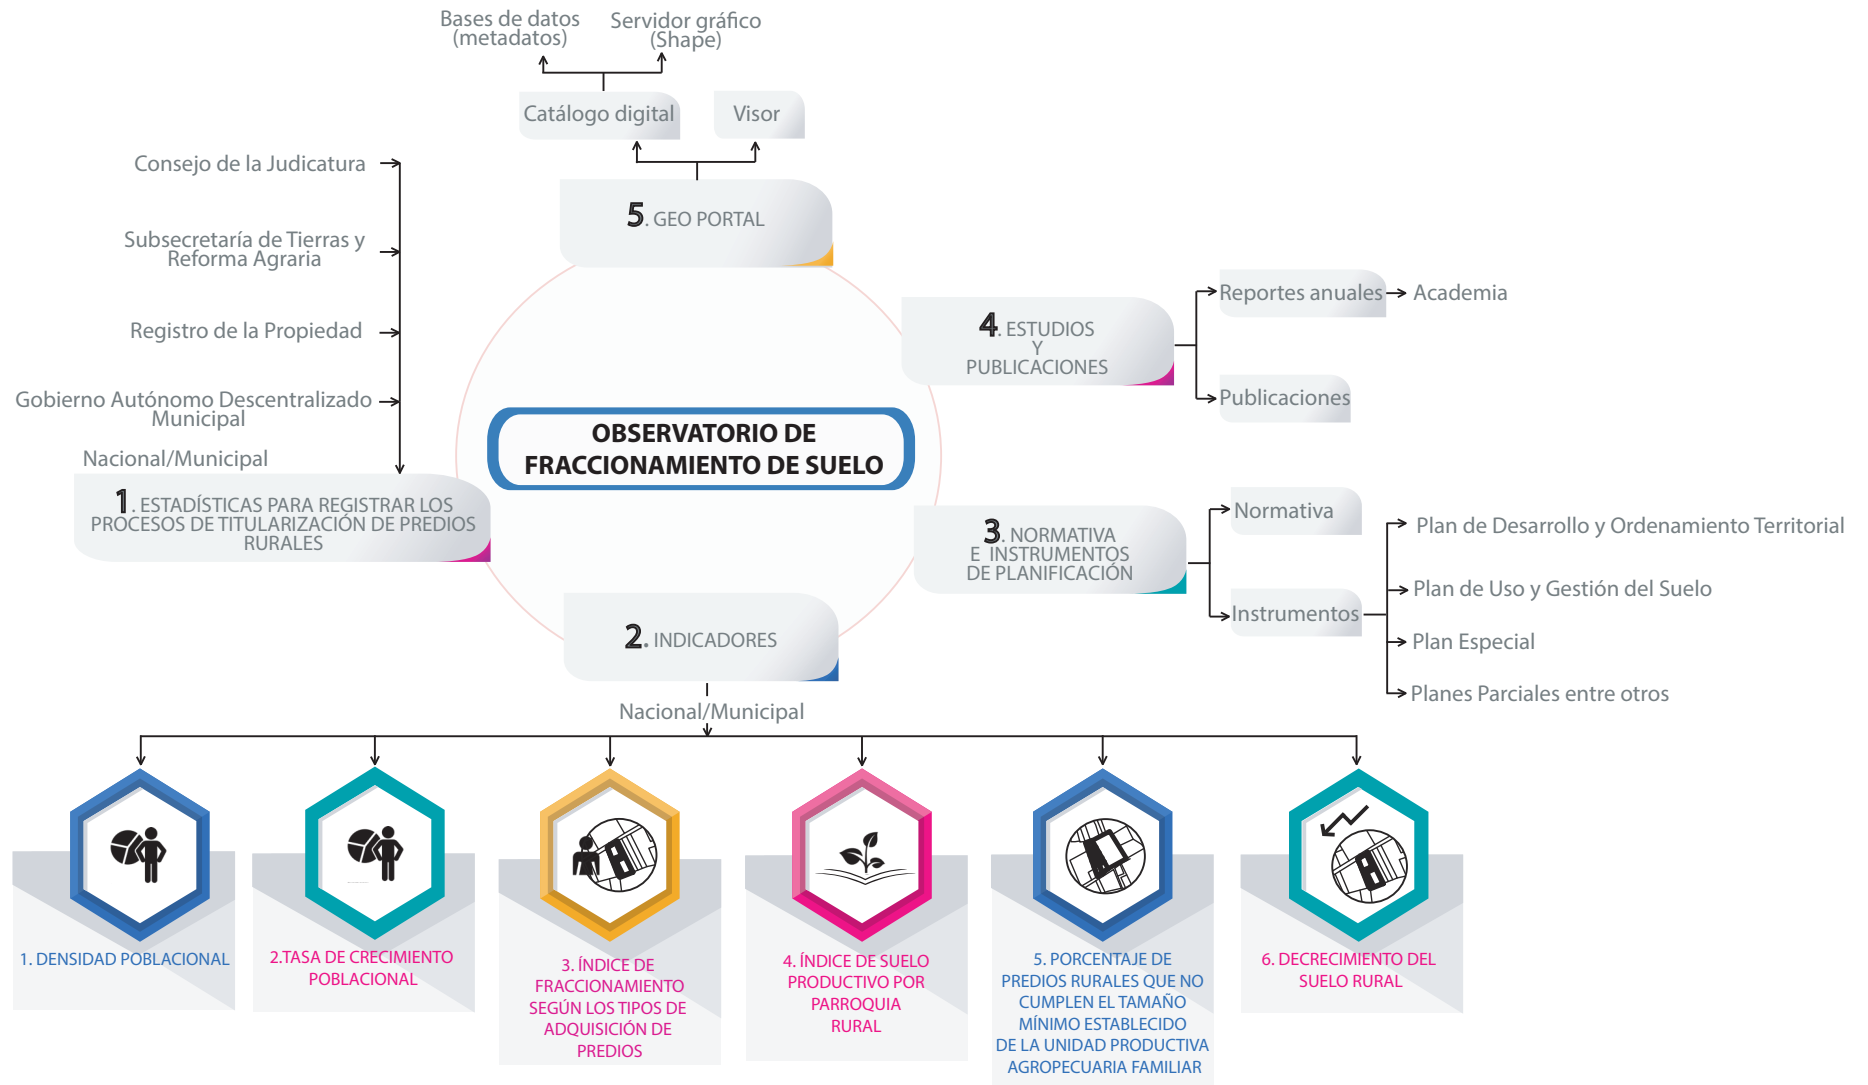 Bases de datos
(metadatos)
Servidor gráfico
(Shape)
Catálogo digital
Visor
5. GEO PORTAL
Consejo de la Judicatura
Subsecretaría de Tierras y
Reforma Agraria
Registro de la Propiedad
Gobierno Autónomo Descentralizado
Municipal
Nacional/Municipal
1. ESTADÍSTICAS PARA REGISTRAR LOS
PROCESOS DE TITULARIZACIÓN DE PREDIOS
RURALES
OBSERVATORIO DE
FRACCIONAMIENTO DE SUELO
4. ESTUDIOS
Y
PUBLICACIONES
Reportes anuales
Academia
Publicaciones
3. NORMATIVA
E INSTRUMENTOS
DE PLANIFICACIÓN
Normativa
Instrumentos
Plan de Desarrollo y Ordenamiento Territorial
Plan de Uso y Gestión del Suelo
Plan Especial
Planes Parciales entre otros
2. INDICADORES
Nacional/Municipal
1. DENSIDAD POBLACIONAL
2.TASA DE CRECIMIENTO
POBLACIONAL
3. ÍNDICE DE
FRACCIONAMIENTO
SEGÚN LOS TIPOS DE
ADQUISICIÓN DE
PREDIOS
4. ÍNDICE DE SUELO
PRODUCTIVO POR
PARROQUIA
RURAL
5. PORCENTAJE DE
PREDIOS RURALES QUE NO
CUMPLEN EL TAMAÑO
MÍNIMO ESTABLECIDO
DE LA UNIDAD PRODUCTIVA
AGROPECUARIA FAMILIAR
6. DECRECIMIENTO DEL
SUELO RURAL